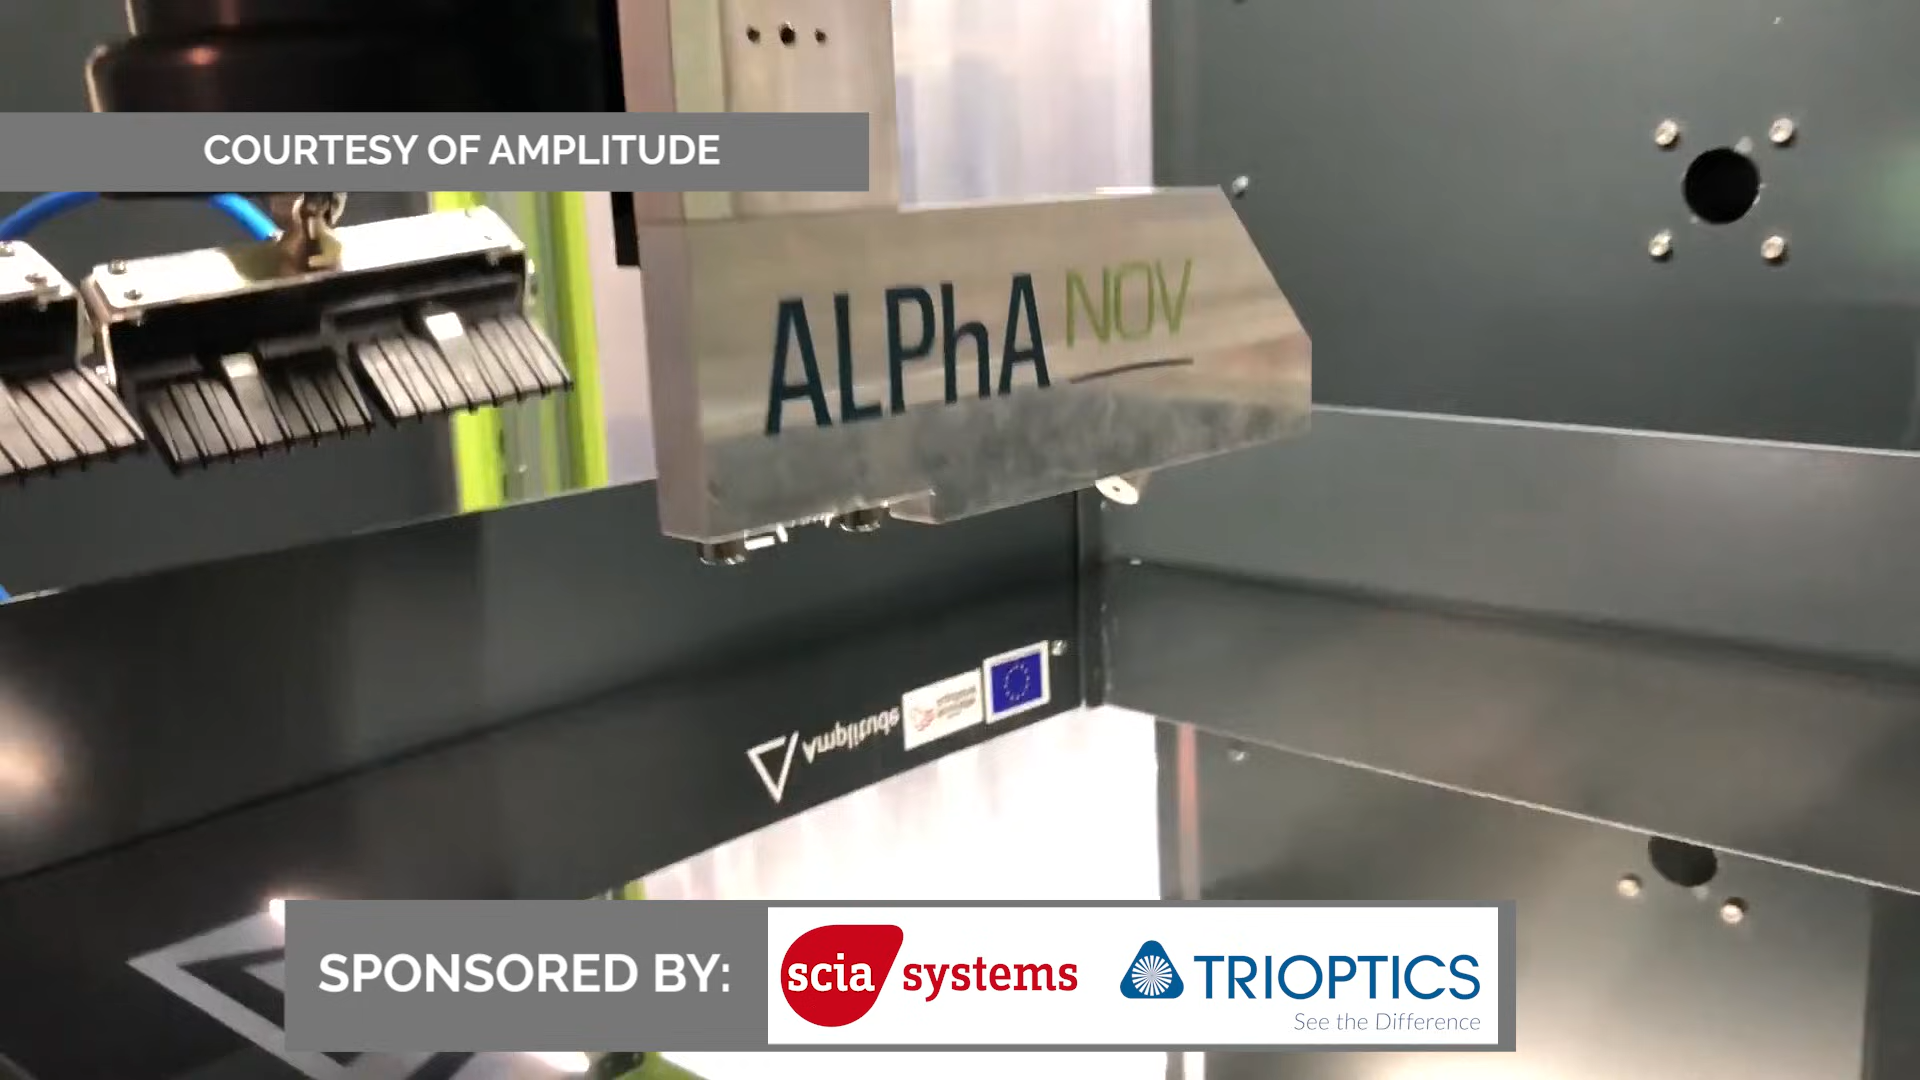 COURTESY OF AMPLITUDE
ALPhA NOV
Amplitude
SPONSORED BY:
scia systems
TRIOPTICS
See the Difference